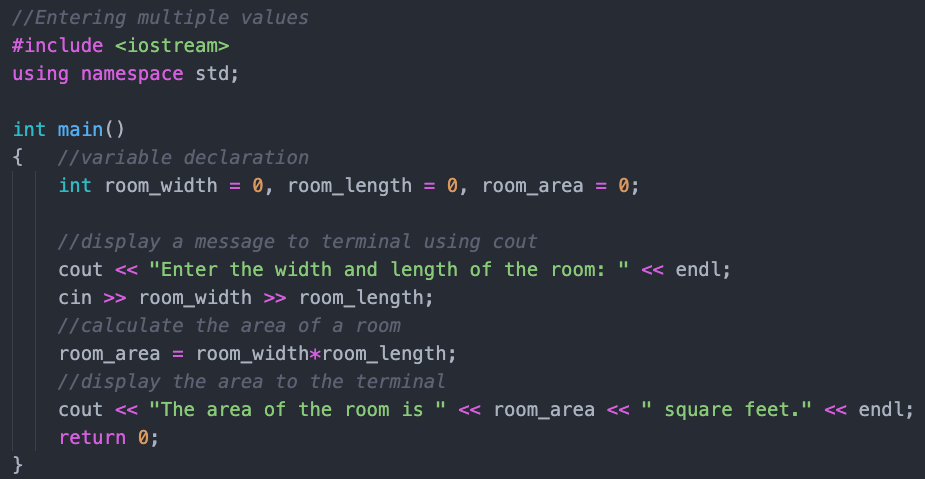 //Entering multiple values
#include <iostream>
using namespace std;

int main()
{   //variable declaration
    int room_width = 0, room_length = 0, room_area = 0;

    //display a message to terminal using cout
    cout << "Enter the width and length of the room: " << endl;
    cin >> room_width >> room_length;
    //calculate the area of a room
    room_area = room_width*room_length;
    //display the area to the terminal
    cout << "The area of the room is " << room_area << " square feet." << endl;
    return 0;
}